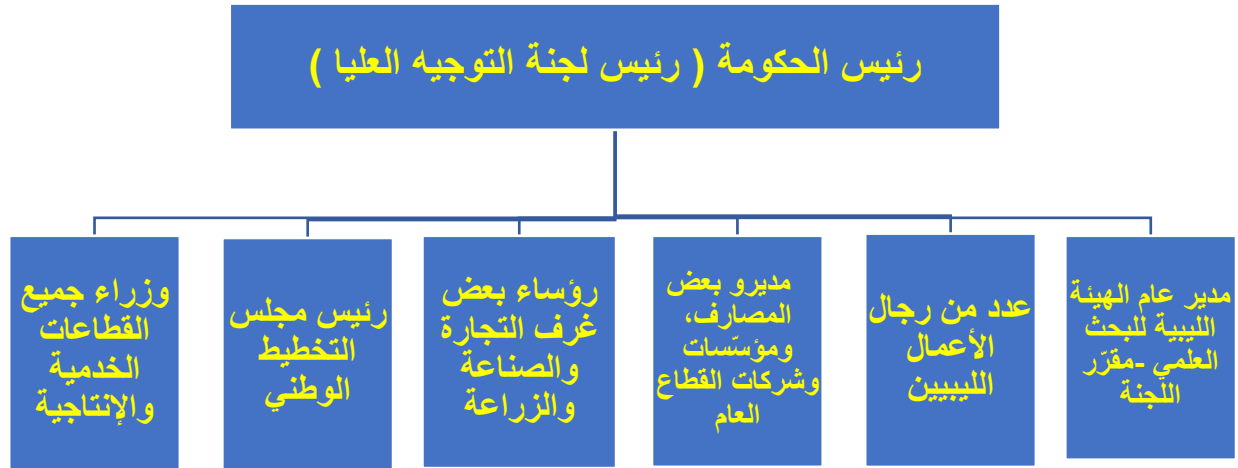 رئيس الحكومة ( رئيس لجنة التوجيه العليا )
مدير عام الهيئة
الليبية للبحث
العلمي -مقرّر
اللجنة
عدد من رجال
الأعمال
الليبيين
مديرو بعض
المصارف،
ومؤسّسات
وشركات القطاع
العام
رؤساء بعض
غرف التجارة
والصناعة
والزراعة
رئيس مجلس
التخطيط
الوطني
وزراء جميع
القطاعات
الخدمية
والإنتاجية